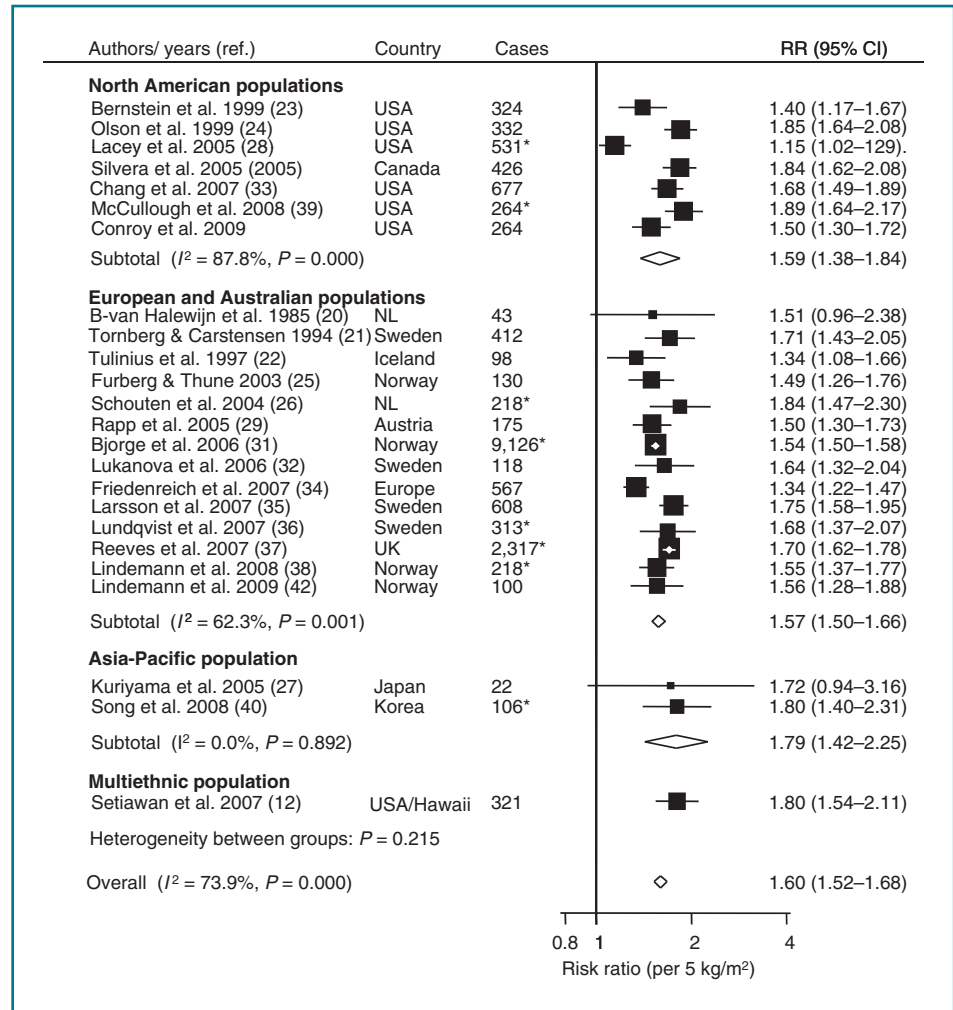 Authors/ years (ref.) Country Cases RR (95% CI)
North American populations
Bernstein et al. 1999 (23) USA 324 1.40 (1.17–1.67)
Olson et al. 1999 (24) USA 332 1.85 (1.64–2.08)
Lacey et al. 2005 (28) USA 531* 1.15 (1.02–129).
Silvera et al. 2005 (2005) Canada 426 1.84 (1.62–2.08)
Chang et al. 2007 (33) USA 677 1.68 (1.49–1.89)
McCullough et al. 2008 (39) USA 264* 1.89 (1.64–2.17)
Conroy et al. 2009 USA 264 1.50 (1.30–1.72)
Subtotal (I² = 87.8%, P = 0.000) 1.59 (1.38–1.84)
European and Australian populations
B-van Halewijn et al. 1985 (20) NL 43 1.51 (0.96–2.38)
Tornberg & Carstensen 1994 (21) Sweden 412 1.71 (1.43–2.05)
Tulinius et al. 1997 (22) Iceland 98 1.34 (1.08–1.66)
Furberg & Thune 2003 (25) Norway 130 1.49 (1.26–1.76)
Schouten et al. 2004 (26) NL 218* 1.84 (1.47–2.30)
Rapp et al. 2005 (29) Austria 175 1.50 (1.30–1.73)
Bjorge et al. 2006 (31) Norway 9,126* 1.54 (1.50–1.58)
Lukanova et al. 2006 (32) Sweden 118 1.64 (1.32–2.04)
Friedenreich et al. 2007 (34) Europe 567 1.34 (1.22–1.47)
Larsson et al. 2007 (35) Sweden 608 1.75 (1.58–1.95)
Lundqvist et al. 2007 (36) Sweden 313* 1.68 (1.37–2.07)
Reeves et al. 2007 (37) UK 2,317* 1.70 (1.62–1.78)
Lindemann et al. 2008 (38) Norway 218* 1.55 (1.37–1.77)
Lindemann et al. 2009 (42) Norway 100 1.56 (1.28–1.88)
Subtotal (I² = 62.3%, P = 0.001) 1.57 (1.50–1.66)
Asia-Pacific population
Kuriyama et al. 2005 (27) Japan 22 1.72 (0.94–3.16)
Song et al. 2008 (40) Korea 106* 1.80 (1.40–2.31)
Subtotal (I² = 0.0%, P = 0.892) 1.79 (1.42–2.25)
Multiethnic population
Setiawan et al. 2007 (12) USA/Hawaii 321 1.80 (1.54–2.11)
Heterogeneity between groups: P = 0.215
Overall (I² = 73.9%, P = 0.000) 1.60 (1.52–1.68)
0.8 1 2 4
Risk ratio (per 5 kg/m²)